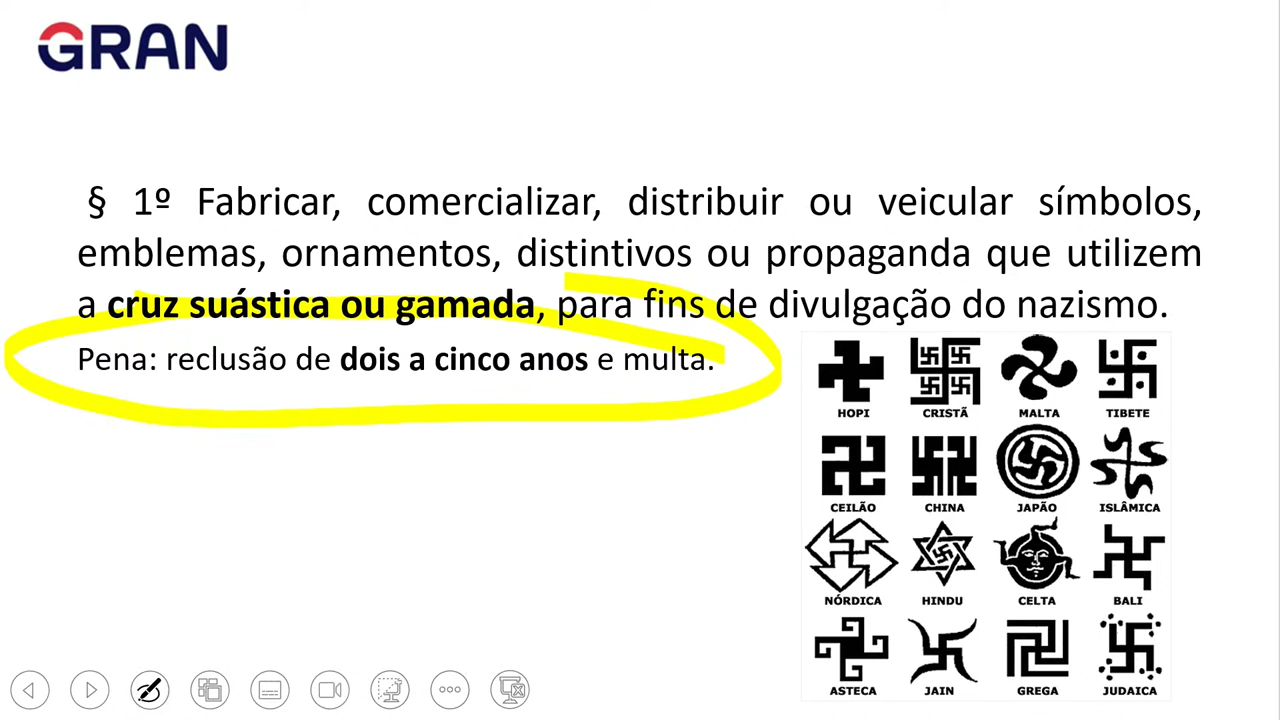 GRAN
§ 1º Fabricar, comercializar, distribuir ou veicular símbolos,
emblemas, ornamentos, distintivos ou propaganda que utilizem
a cruz suástica ou gamada, para fins de divulgação do nazismo.
Pena: reclusão de dois a cinco anos e multa.
HOPI CRISTÃ MALTA TIBETE
CEILÃO CHINA JAPÃO ISLÂMICA
NÓRDICA HINDU CELTA BALI
ASTECA JAIN GREGA JUDAICA